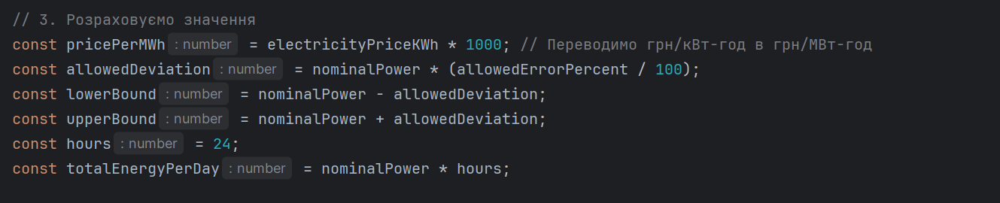 // 3. Розраховуємо значення
const pricePerMWh : number = electricityPriceKWh * 1000; // Переводимо грн/кВт-год в грн/МВт-год
const allowedDeviation : number = nominalPower * (allowedErrorPercent / 100);
const lowerBound : number = nominalPower - allowedDeviation;
const upperBound : number = nominalPower + allowedDeviation;
const hours : number = 24;
const totalEnergyPerDay : number = nominalPower * hours;